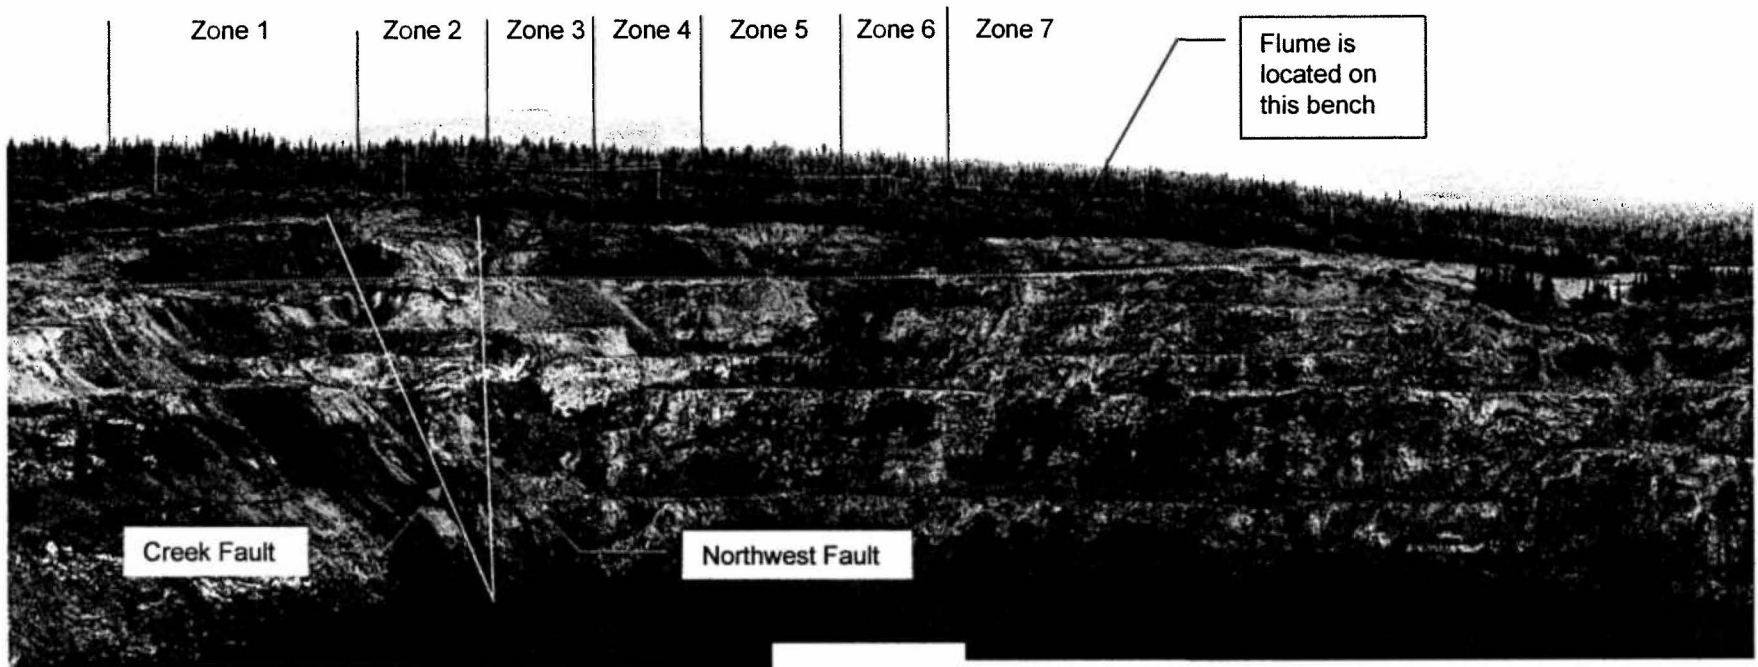 Zone 1
Zone 2
Zone 3
Zone 4
Zone 5
Zone 6
Zone 7
Flume is
located on
this bench
Creek Fault
Northwest Fault